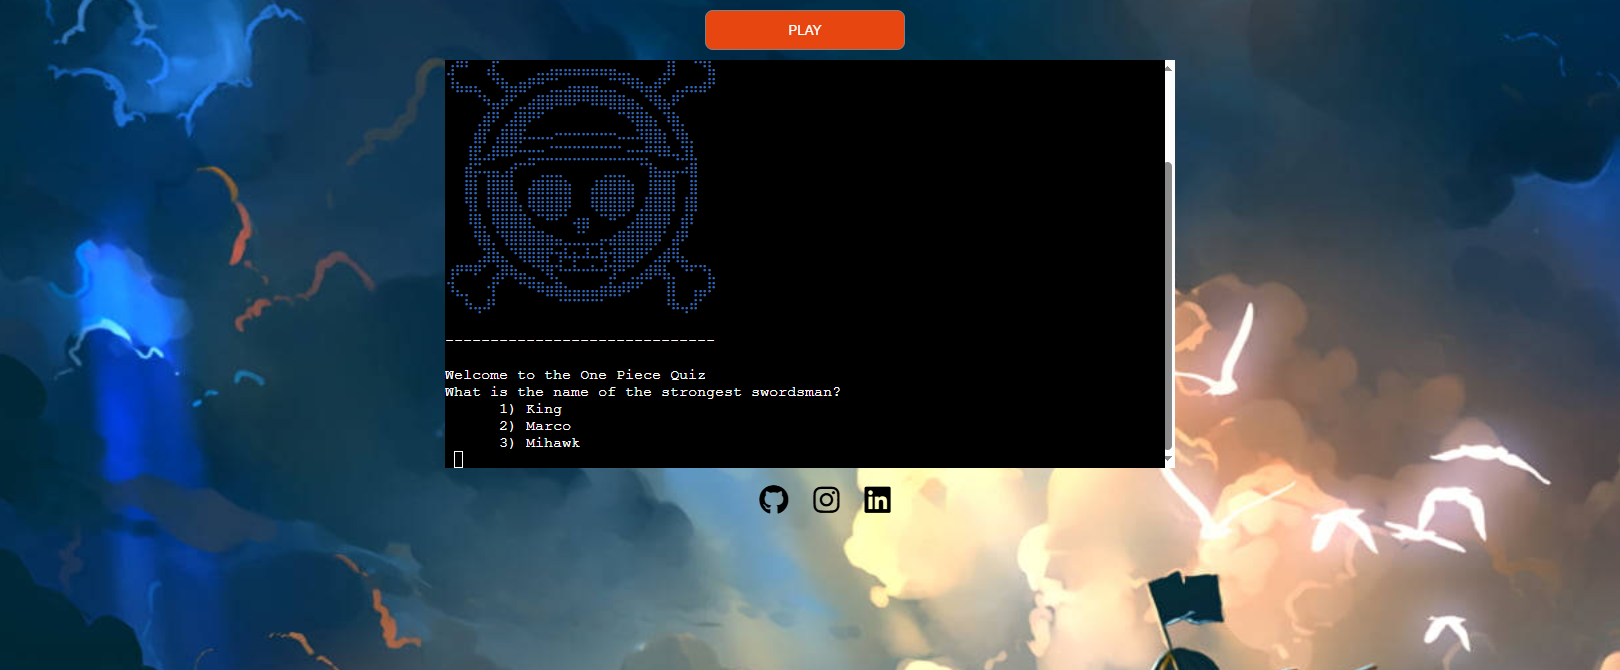 PLAY
------------------------------
Welcome to the One Piece Quiz
What is the name of the strongest swordsman?
1) King
2) Marco
3) Mihawk
in